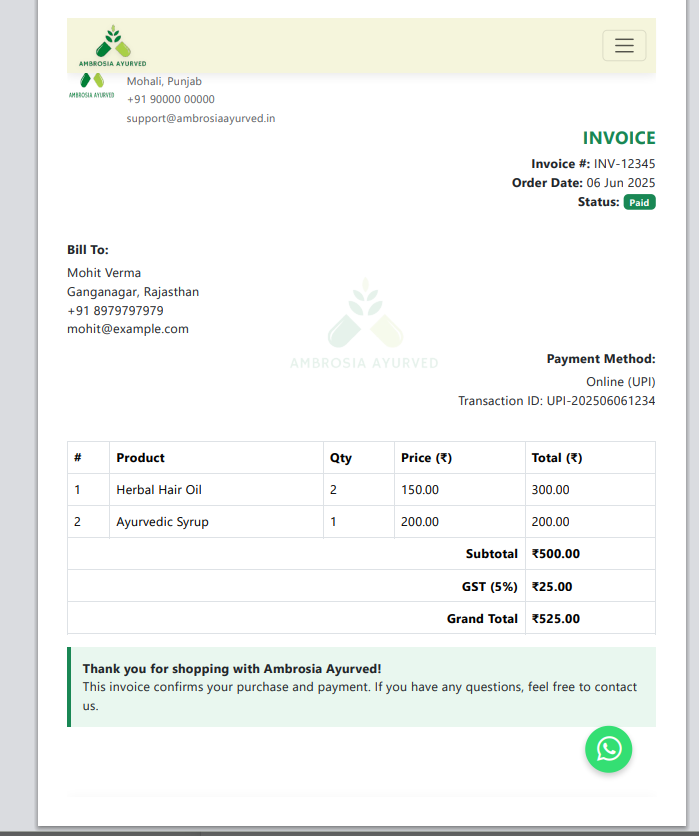 AMBROSIA AYURVED
AMBROSIA AYURVED
Mohali, Punjab
+91 90000 00000
support@ambrosiaayurved.in
INVOICE
Invoice #: INV-12345
Order Date: 06 Jun 2025
Status: Paid
Bill To:
Mohit Verma
Ganganagar, Rajasthan
+91 8979797979
mohit@example.com
AMBROSIA AYURVED
Payment Method:
Online (UPI)
Transaction ID: UPI-202506061234
# Product Qty Price (₹) Total (₹)
1 Herbal Hair Oil 2 150.00 300.00
2 Ayurvedic Syrup 1 200.00 200.00
Subtotal ₹500.00
GST (5%) ₹25.00
Grand Total ₹525.00
Thank you for shopping with Ambrosia Ayurved!
This invoice confirms your purchase and payment. If you have any questions, feel free to contact
us.